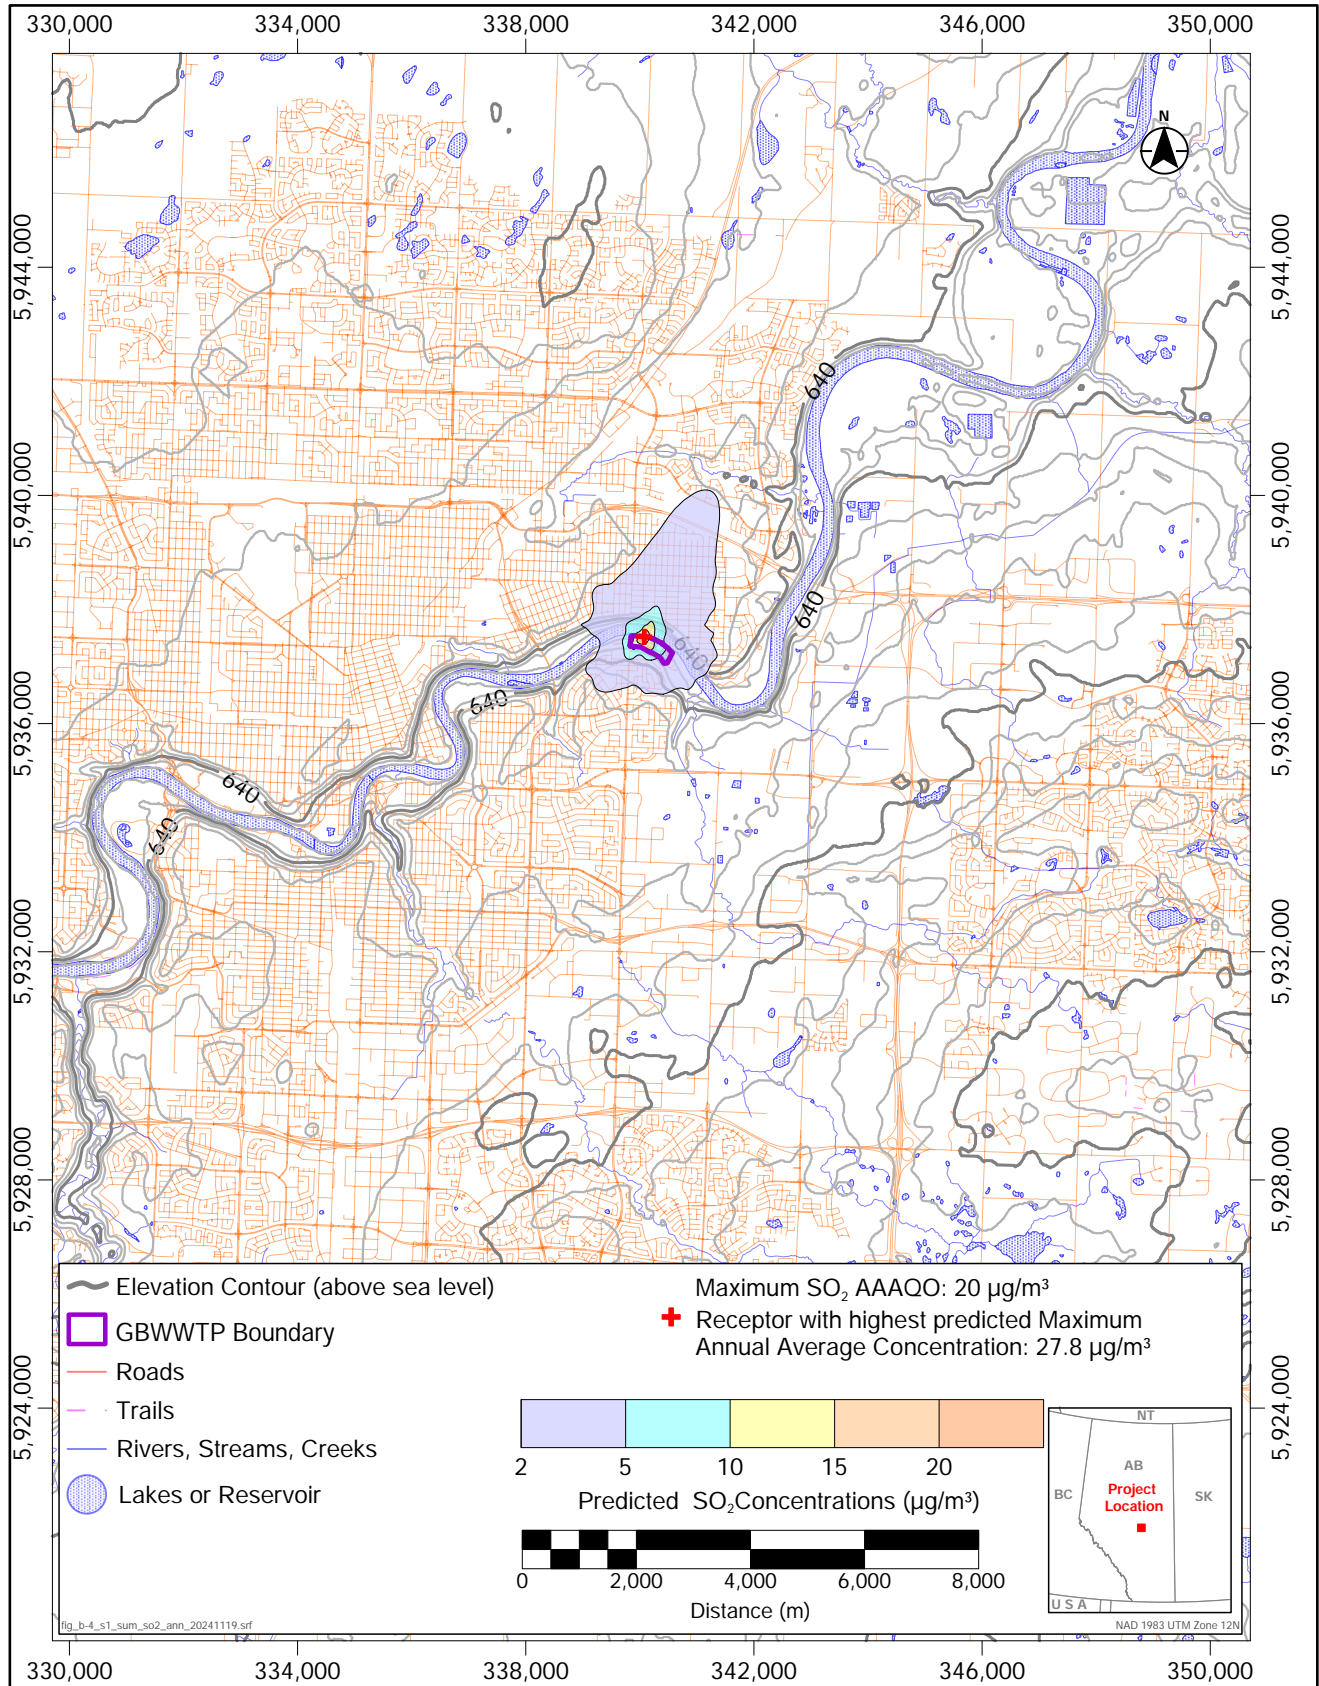 330,000 334,000 338,000 342,000 346,000 350,000
N
5,944,000 5,944,000
640
5,940,000 5,940,000
640
640
640
5,936,000 5,936,000
640
640
5,932,000 5,932,000
5,928,000 5,928,000
5,924,000 5,924,000
Elevation Contour (above sea level)
GBWWTP Boundary
Roads
Trails
Rivers, Streams, Creeks
Lakes or Reservoir
Maximum SO₂ AAAQO: 20 µg/m³
Receptor with highest predicted Maximum
Annual Average Concentration: 27.8 µg/m³
2 5 10 15 20
Predicted SO₂Concentrations (µg/m³)
0 2,000 4,000 6,000 8,000
Distance (m)
NT
AB
BC
SK
Project
Location
USA
fig_b-4_s1_sum_so2_ann_20241119.srf
NAD 1983 UTM Zone 12N
330,000 334,000 338,000 342,000 346,000 350,000